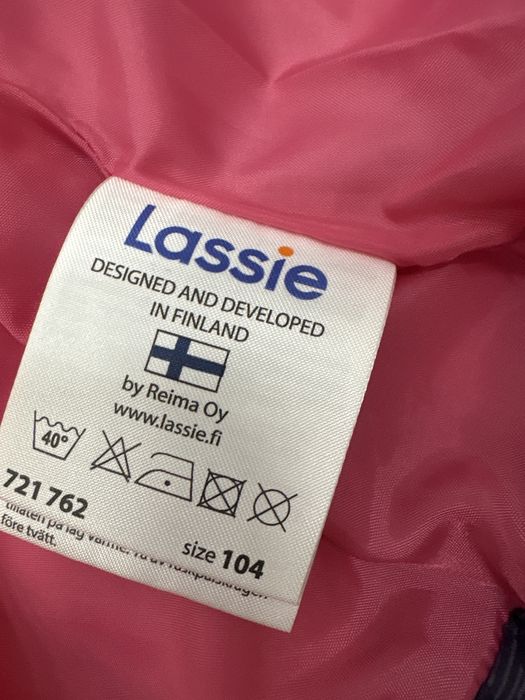 Lassie
DESIGNED AND DEVELOPED
IN FINLAND
by Reima Oy
www.lassie.fi
40°
721 762
size 104
före tvätt.